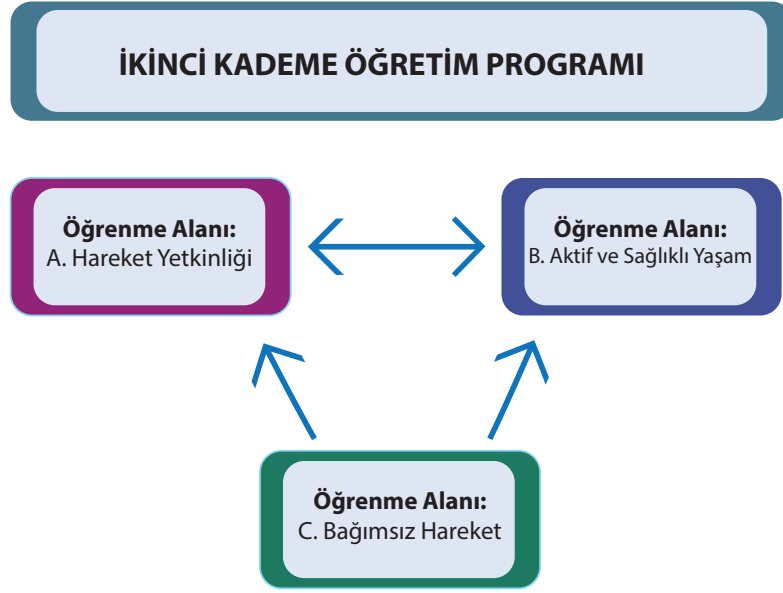 İKİNCİ KADEME ÖĞRETİM PROGRAMI
Öğrenme Alanı:
A. Hareket Yetkinliği
Öğrenme Alanı:
B. Aktif ve Sağlıklı Yaşam
Öğrenme Alanı:
C. Bağımsız Hareket